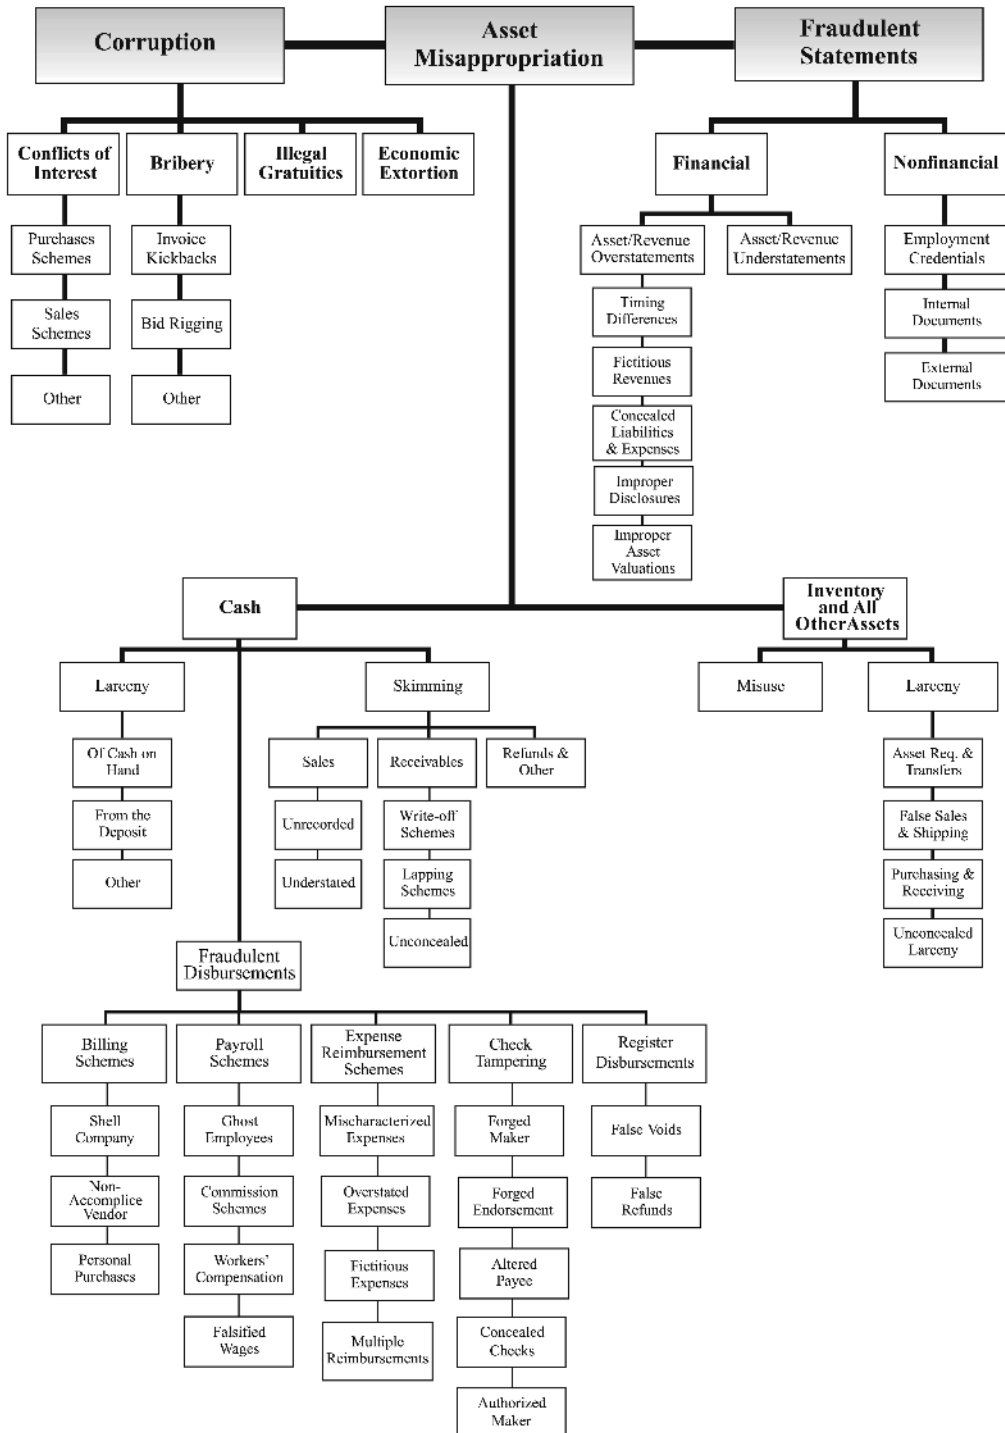 Corruption
Asset
Misappropriation
Fraudulent
Statements
Conflicts of
Interest
Bribery
Illegal
Gratuities
Economic
Extortion
Financial
Nonfinancial
Purchases
Schemes
Invoice
Kickbacks
Asset/Revenue
Overstatements
Asset/Revenue
Understatements
Employment
Credentials
Sales
Schemes
Bid Rigging
Timing
Differences
Internal
Documents
Other
Other
Fictitious
Revenues
External
Documents
Concealed
Liabilities
& Expenses
Improper
Disclosures
Improper
Asset
Valuations
Cash
Inventory
and All
OtherAssets
Larceny
Skimming
Misuse
Larceny
Of Cash on
Hand
Sales
Receivables
Refunds &
Other
Asset Req. &
Transfers
From the
Deposit
Unrecorded
Write-off
Schemes
False Sales
& Shipping
Other
Understated
Lapping
Schemes
Purchasing &
Receiving
Unconcealed
Unconcealed
Larceny
Fraudulent
Disbursements
Billing
Schemes
Payroll
Schemes
Expense
Reimbursement
Schemes
Check
Tampering
Register
Disbursements
Shell
Company
Ghost
Employees
Mischaracterized
Expenses
Forged
Maker
False Voids
Non-
Accomplice
Vendor
Commission
Schemes
Overstated
Expenses
Forged
Endorsement
False
Refunds
Personal
Purchases
Workers'
Compensation
Fictitious
Expenses
Altered
Payee
Falsified
Wages
Multiple
Reimbursements
Concealed
Checks
Authorized
Maker